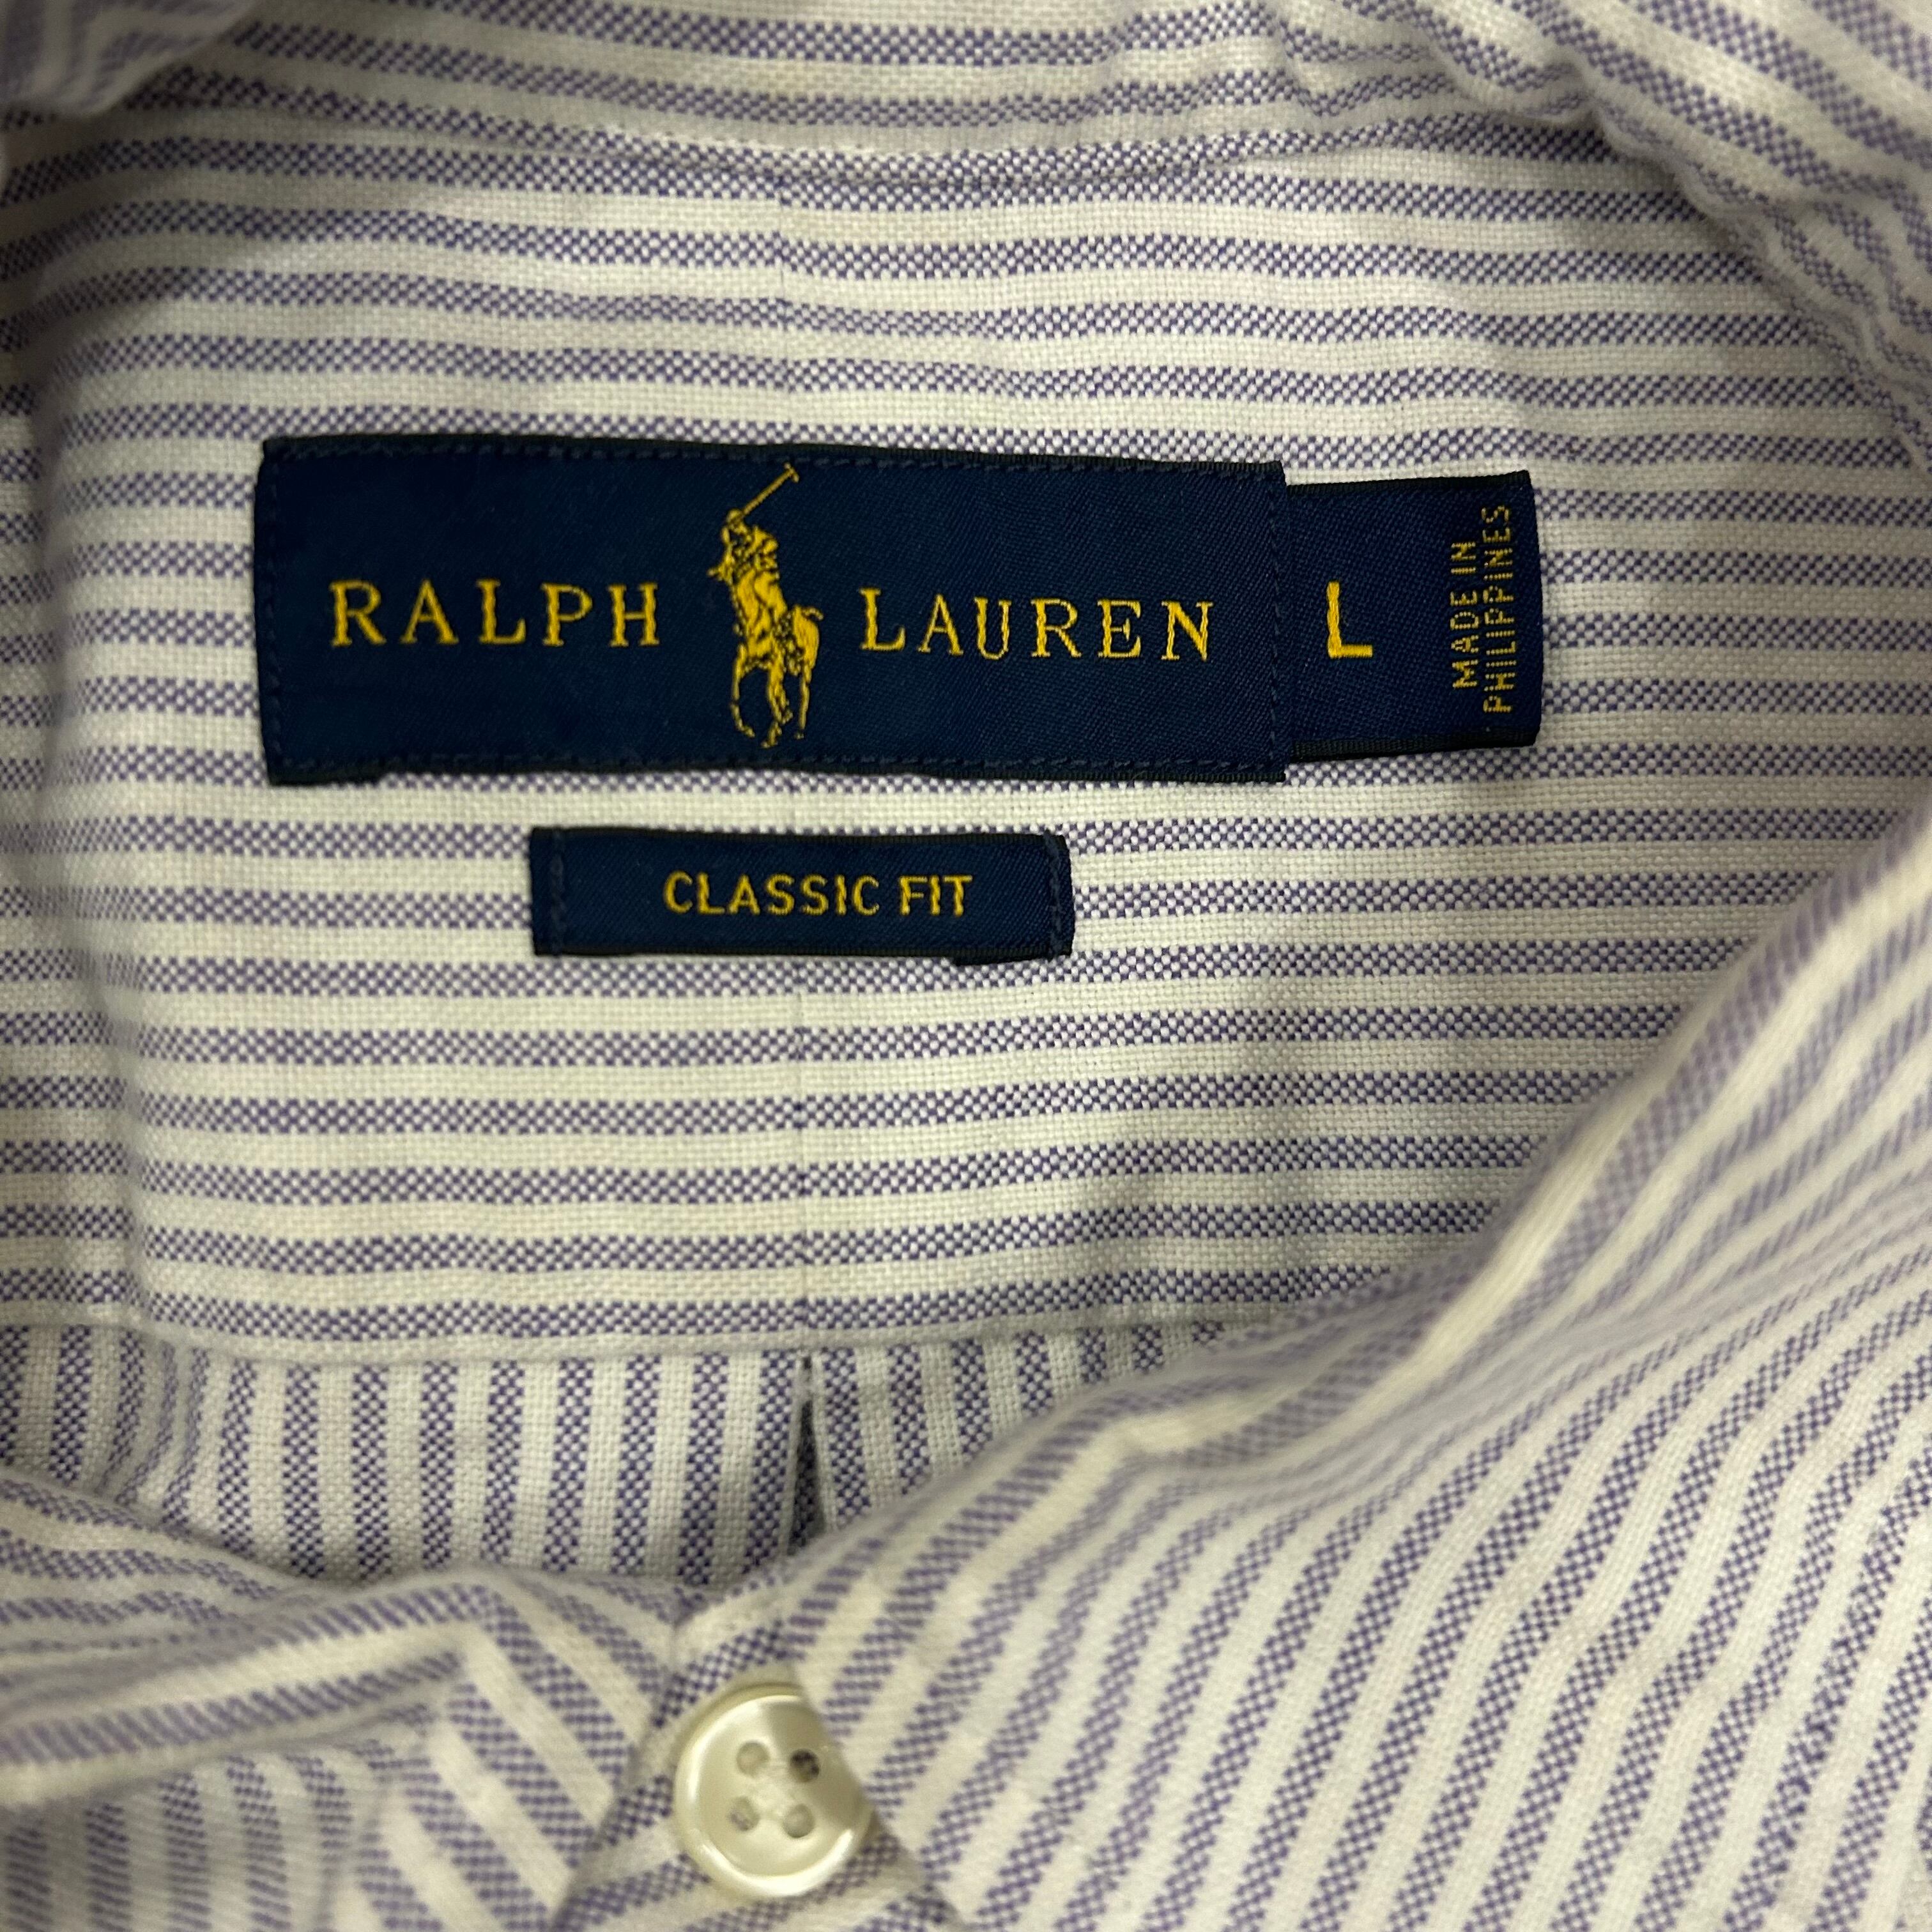 RALPH LAUREN
L
MADE IN
PHILIPPINES
CLASSIC FIT